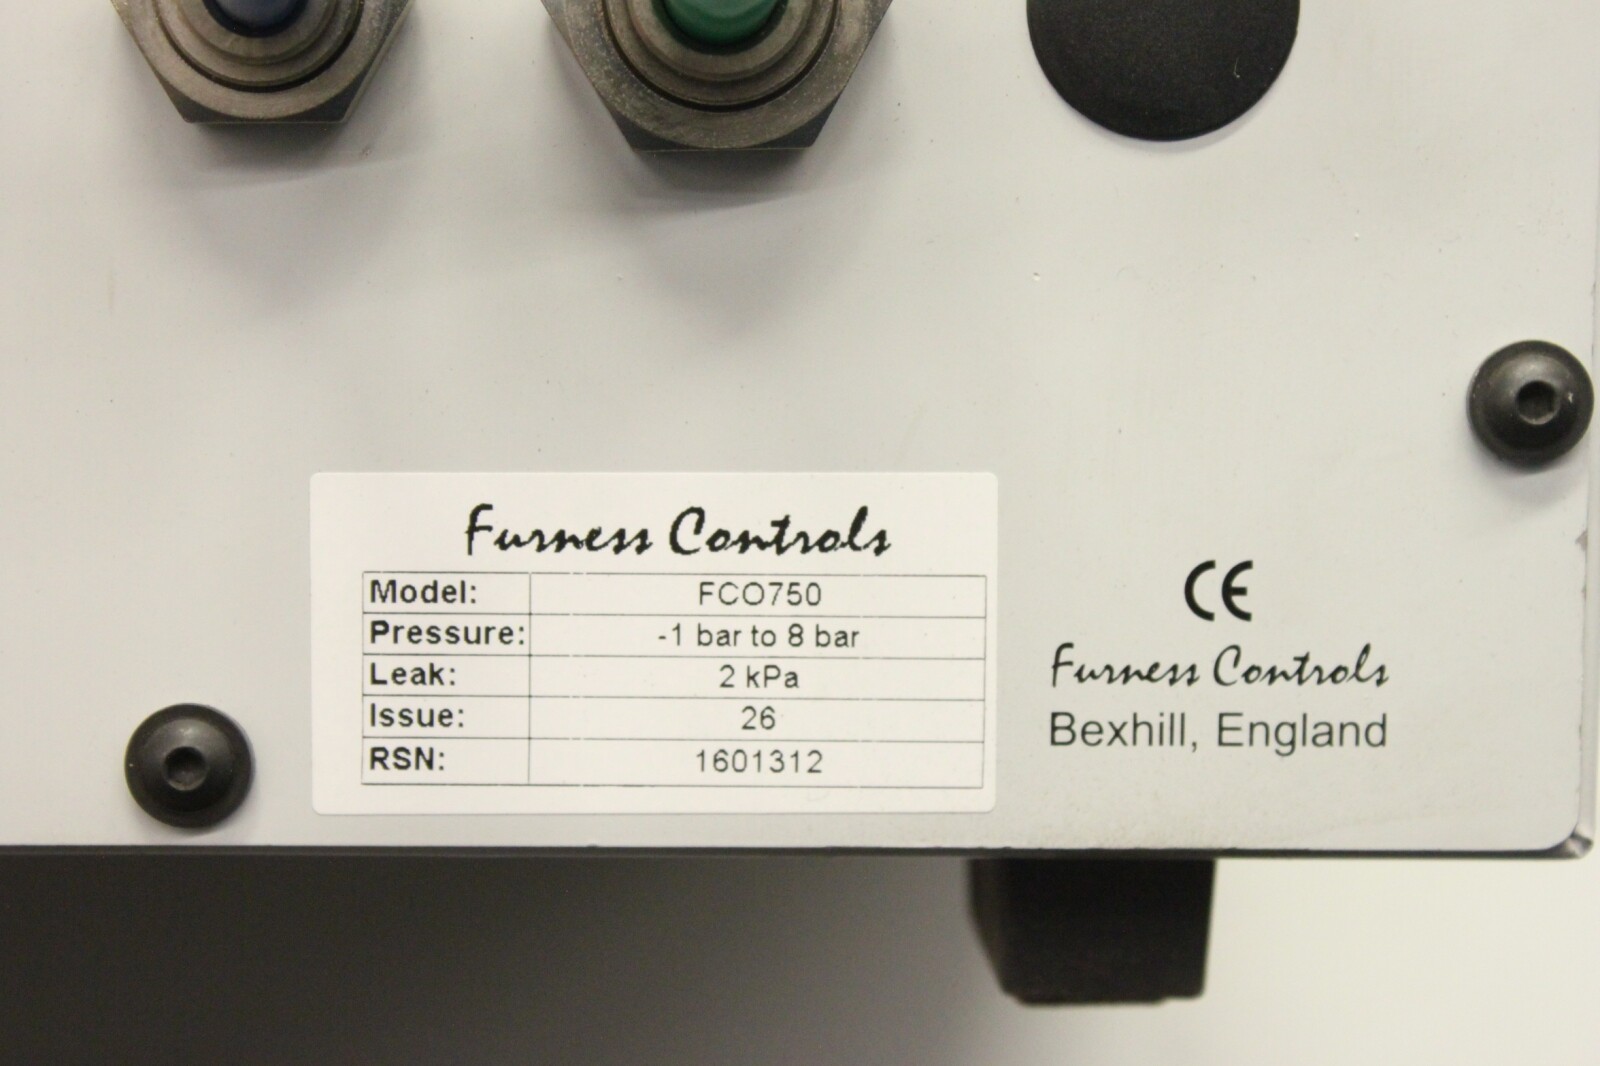 Furness Controls
Model: FCO750
Pressure: -1 bar to 8 bar
Leak: 2 kPa
Issue: 26
RSN: 1601312
CE
Furness Controls
Bexhill, England